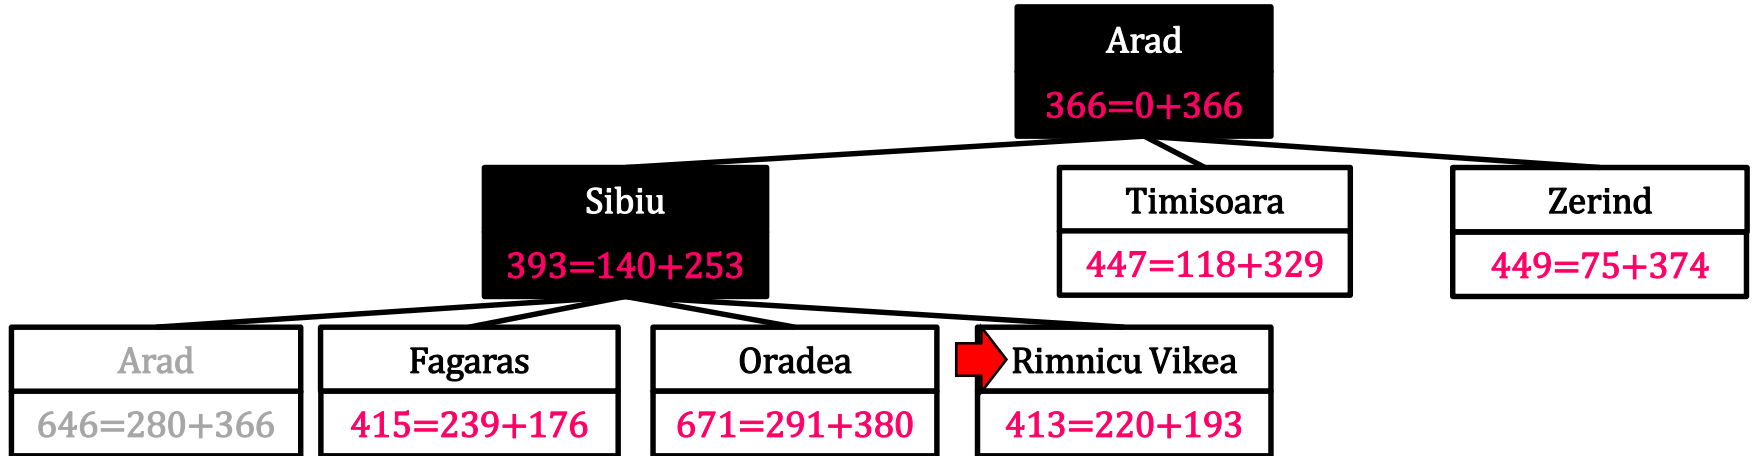 Arad
366=0+366
Sibiu
393=140+253
Timisoara
447=118+329
Zerind
449=75+374
Arad
646=280+366
Fagaras
415=239+176
Oradea
671=291+380
Rimnicu Vikea
413=220+193